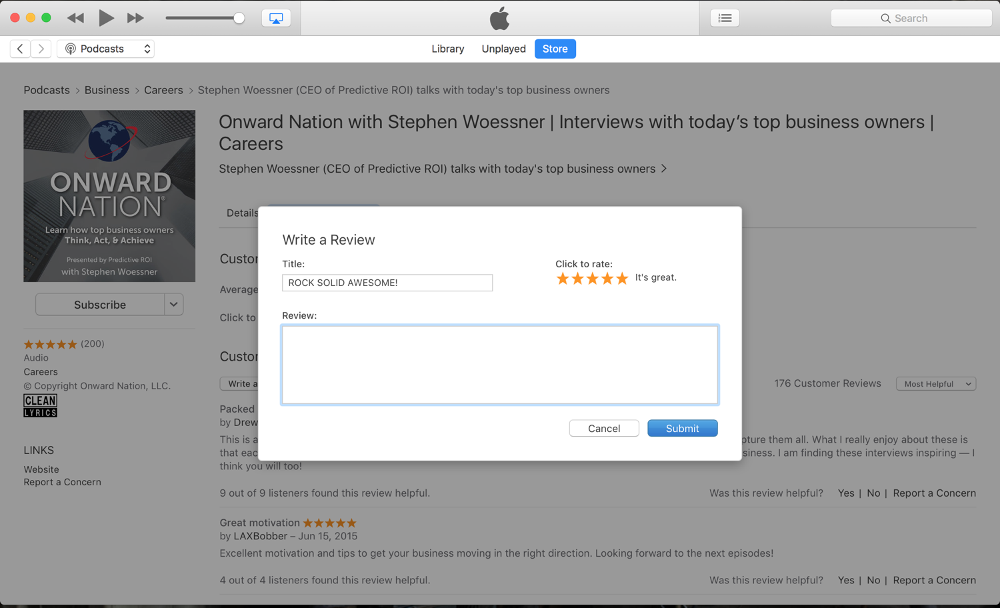 Search
Podcasts
Library
Unplayed
Store
Podcasts > Business > Careers > Stephen Woessner (CEO of Predictive ROI) talks with today's top business owners
ONWARD
NATION®
Learn how top business owners
Think, Act, & Achieve
Presented by Predictive ROI
with Stephen Woessner
Subscribe
(200)
Audio
Careers
© Copyright Onward Nation, LLC.
CLEAN
LYRICS
LINKS
Website
Report a Concern
Onward Nation with Stephen Woessner | Interviews with today’s top business owners |
Careers
Stephen Woessner (CEO of Predictive ROI) talks with today's top business owners >
Details
Write a Review
Title:
ROCK SOLID AWESOME!
Click to rate:
It's great.
Review:
Cancel
Submit
Average
Click to
Write a
176 Customer Reviews
Most Helpful
Packed
by Drew
This is a
them all. What I really enjoy about these is
that
I am finding these interviews inspiring — I
think you will too!
9 out of 9 listeners found this review helpful.
Was this review helpful? Yes | No | Report a Concern
Great motivation
by LAXBobber – Jun 15, 2015
Excellent motivation and tips to get your business moving in the right direction. Looking forward to the next episodes!
4 out of 4 listeners found this review helpful.
Was this review helpful? Yes | No | Report a Concern